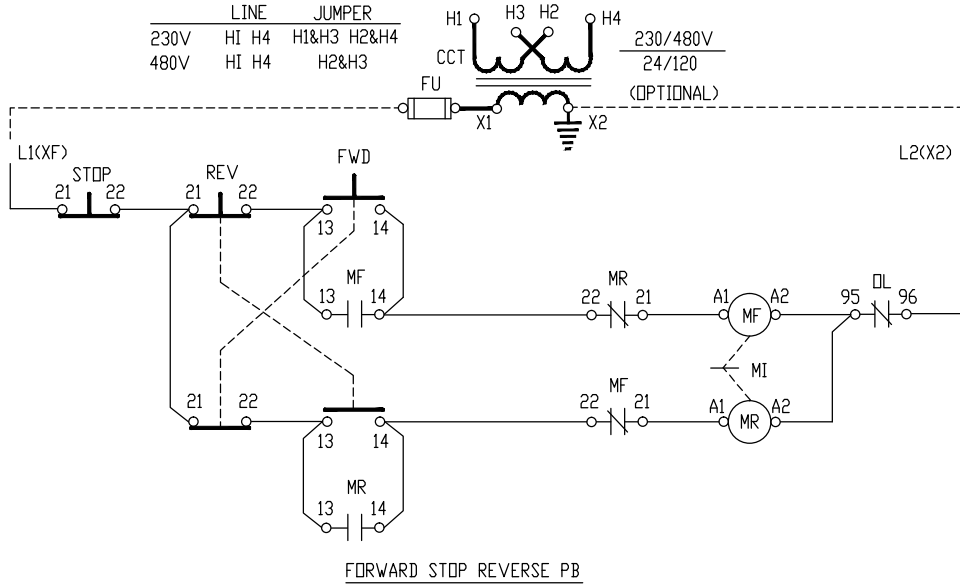 LINE JUMPER
230V HI H4 H1&H3 H2&H4
480V HI H4 H2&H3
H1 H3 H2 H4
CCT
230/480V
24/120
(OPTIONAL)
FU
X1 X2
L1(XF) L2(X2)
STOP REV FWD
21 22 21 22
13 14
MF
13 14
MR
22 21
A1 MF A2
OL
95 96
MI
21 22
13 14
MF
22 21
A1 MR A2
MR
13 14
FORWARD STOP REVERSE PB